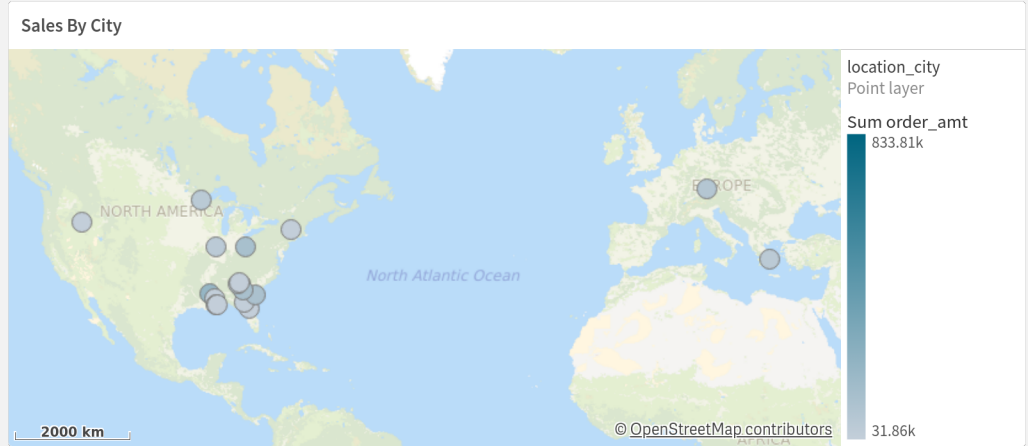 Sales By City
location_city
Point layer
Sum order_amt
833.81k
31.86k
NORTH AMERICA
EUROPE
North Atlantic Ocean
AFRICA
2000 km
© OpenStreetMap contributors